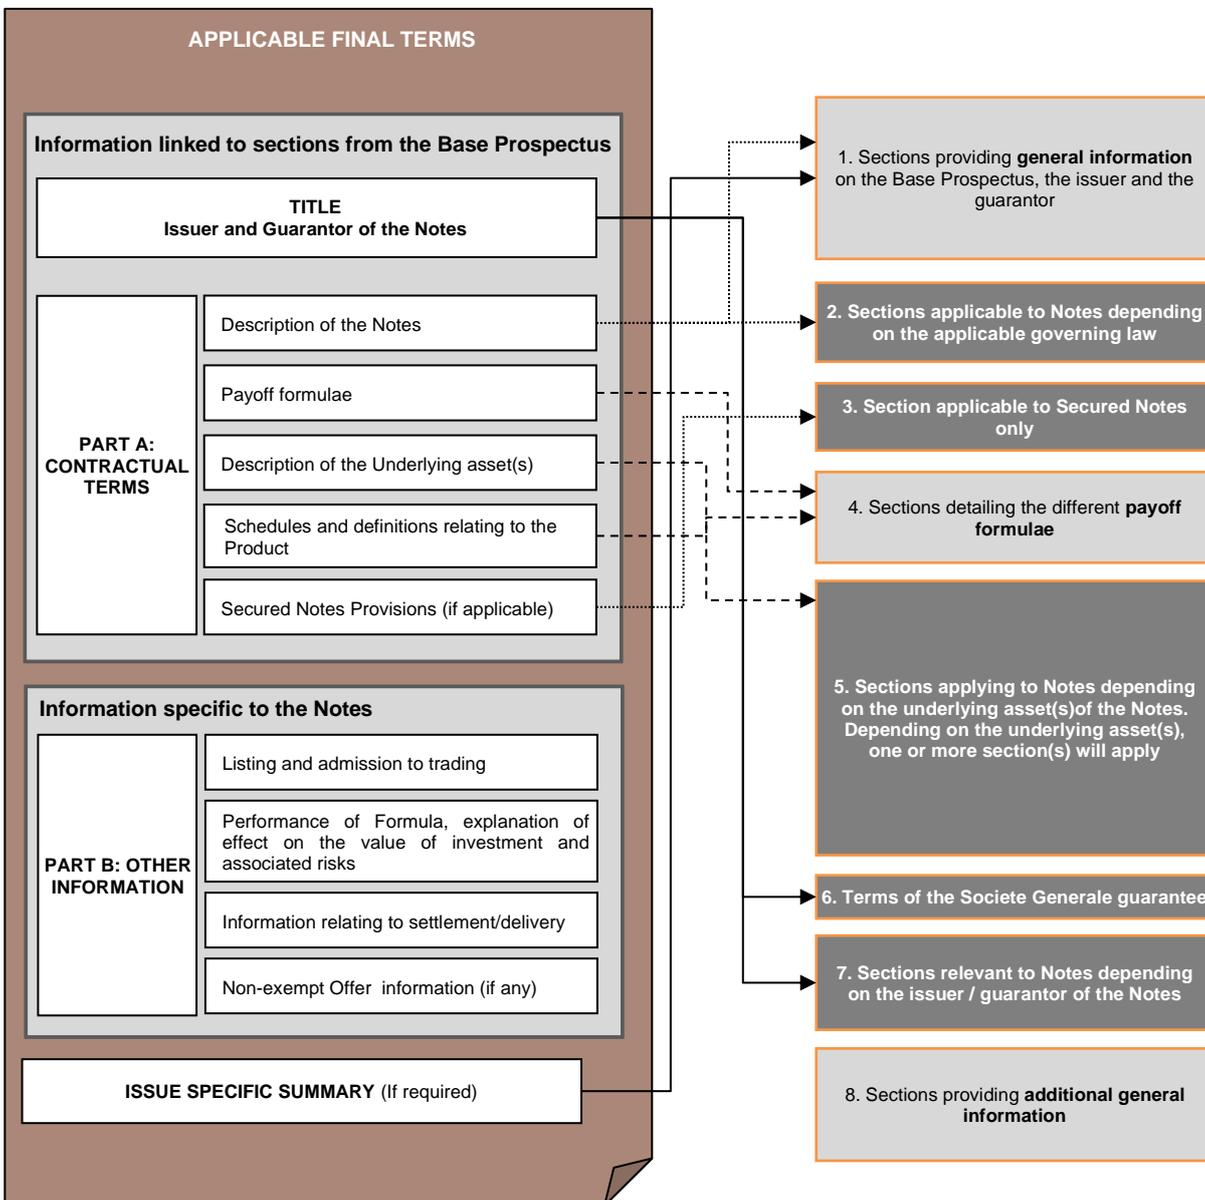 APPLICABLE FINAL TERMS
Information linked to sections from the Base Prospectus
TITLE
Issuer and Guarantor of the Notes
PART A:
CONTRACTUAL
TERMS
Description of the Notes
Payoff formulae
Description of the Underlying asset(s)
Schedules and definitions relating to the
Product
Secured Notes Provisions (if applicable)
Information specific to the Notes
PART B: OTHER
INFORMATION
Listing and admission to trading
Performance of Formula, explanation of
effect on the value of investment and
associated risks
Information relating to settlement/delivery
Non-exempt Offer information (if any)
ISSUE SPECIFIC SUMMARY (If required)
1. Sections providing general information
on the Base Prospectus, the issuer and the
guarantor
2. Sections applicable to Notes depending
on the applicable governing law
3. Section applicable to Secured Notes
only
4. Sections detailing the different payoff
formulae
5. Sections applying to Notes depending
on the underlying asset(s)of the Notes.
Depending on the underlying asset(s),
one or more section(s) will apply
6. Terms of the Societe Generale guarantee
7. Sections relevant to Notes depending
on the issuer / guarantor of the Notes
8. Sections providing additional general
information